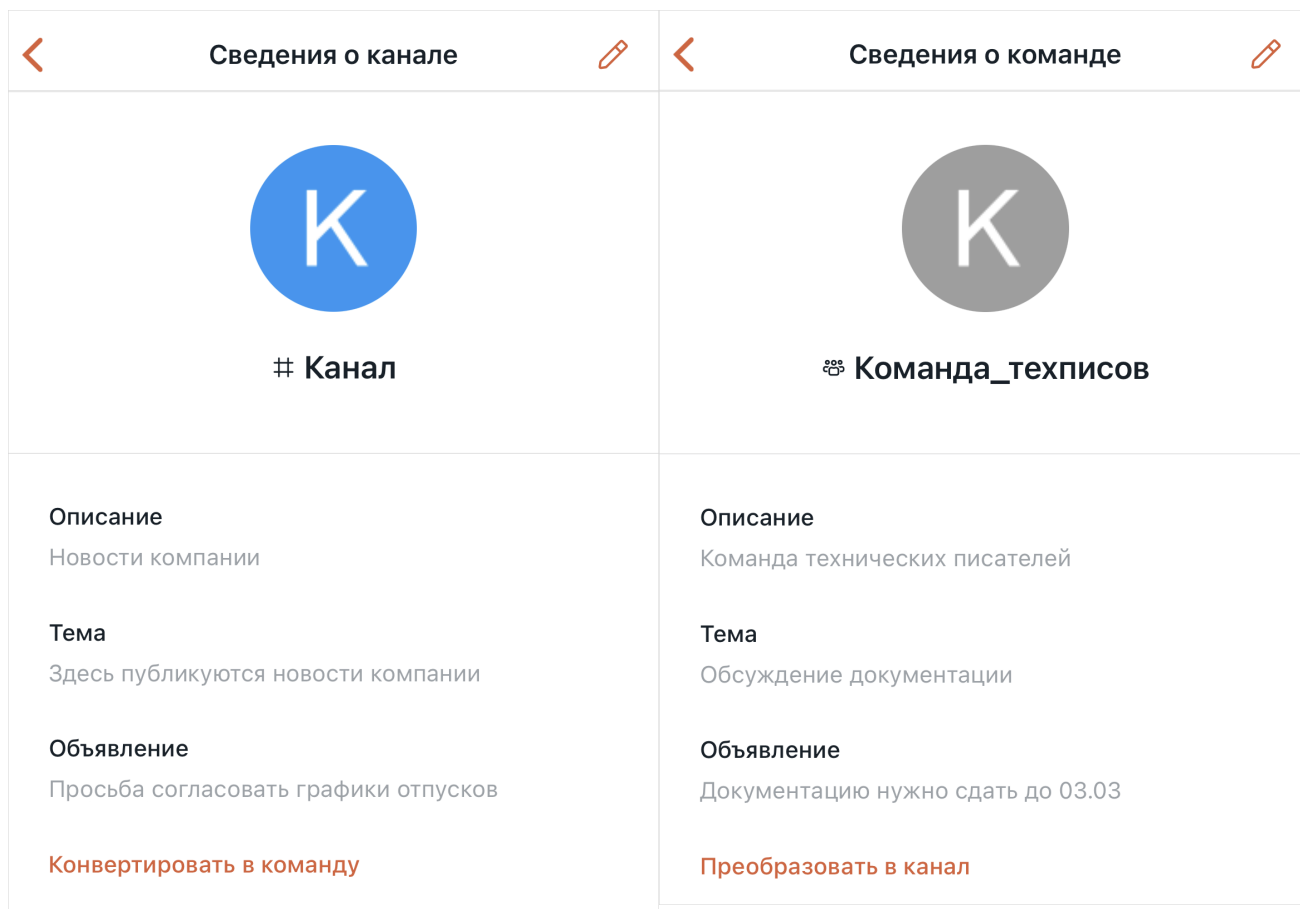 Сведения о канале
К
# Канал
Описание
Новости компании
Тема
Здесь публикуются новости компании
Объявление
Просьба согласовать графики отпусков
Конвертировать в команду
Сведения о команде
К
Команда_техписов
Описание
Команда технических писателей
Тема
Обсуждение документации
Объявление
Документацию нужно сдать до 03.03
Преобразовать в канал